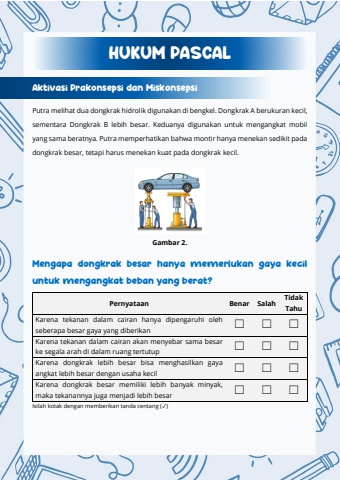 HUKUM PASCAL
Aktivasi Prakonsepsi dan Miskonsepsi
Putra melihat dua dongkrak hidrolik digunakan di bengkel. Dongkrak A berukuran kecil,
sementara Dongkrak B lebih besar. Keduanya digunakan untuk mengangkat mobil
yang sama beratnya. Putra memperhatikan bahwa montir hanya menekan sedikit pada
dongkrak besar, tetapi harus menekan kuat pada dongkrak kecil.
Gambar 2.
Mengapa dongkrak besar hanya memerlukan gaya kecil
untuk mengangkat beban yang berat?
Pernyataan Benar Salah Tidak Tahu
Karena tekanan dalam cairan hanya dipengaruhi oleh
seberapa besar gaya yang diberikan
Karena tekanan dalam cairan akan menyebar sama besar
ke segala arah di ruang tertutup
Karena dongkrak lebih besar bisa menghasilkan gaya
angkat lebih besar dengan usaha kecil
Karena dongkrak besar memiliki lebih banyak minyak,
maka tekanannya juga menjadi lebih besar
Isilah kotak dengan memberikan tanda centang (✓)